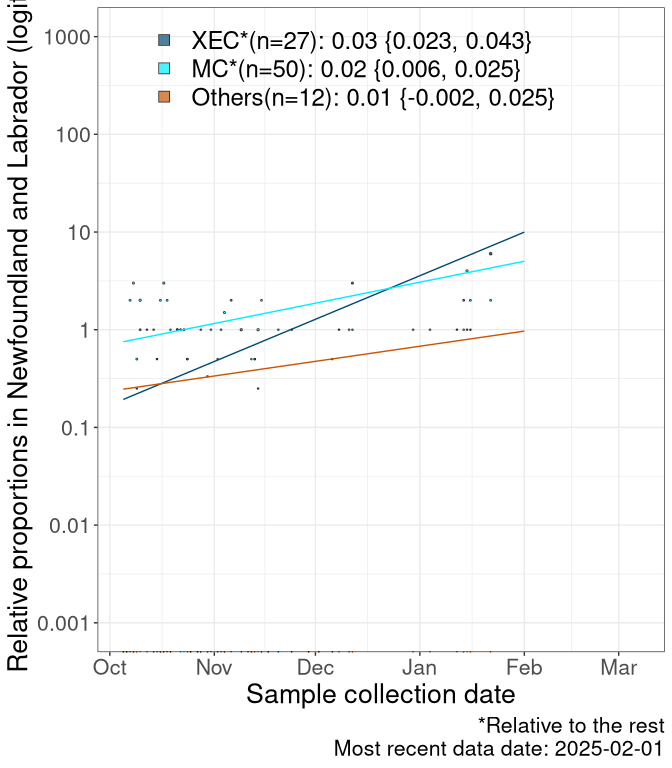 Relative proportions in Newfoundland and Labrador (logit
1000
100
10
1
0.1
0.01
0.001
XEC*(n=27): 0.03 {0.023, 0.043}
MC*(n=50): 0.02 {0.006, 0.025}
Others(n=12): 0.01 {-0.002, 0.025}
Oct Nov Dec Jan Feb Mar
Sample collection date
*Relative to the rest
Most recent data date: 2025-02-01